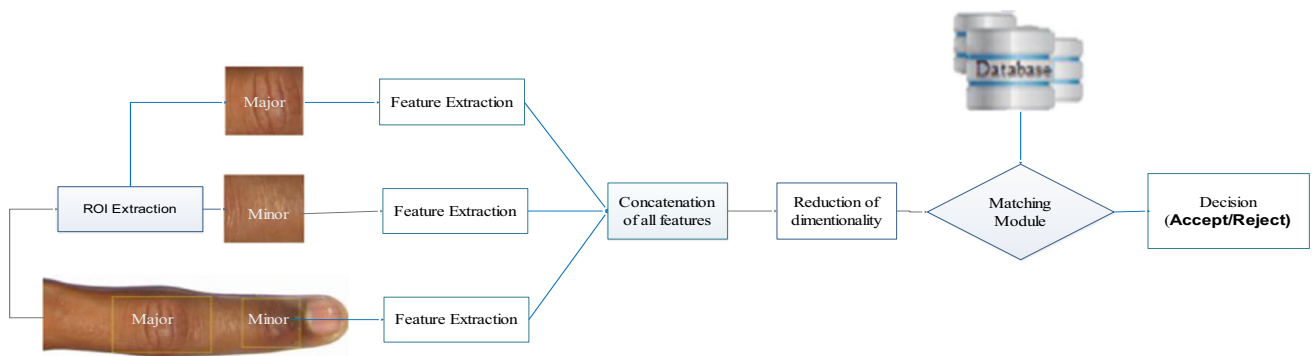 Major
Feature Extraction
Database
ROI Extraction
Minor
Feature Extraction
Concatenation
of all features
Reduction of
dimentionality
Matching
Module
Decision
(Accept/Reject)
Major
Minor
Feature Extraction